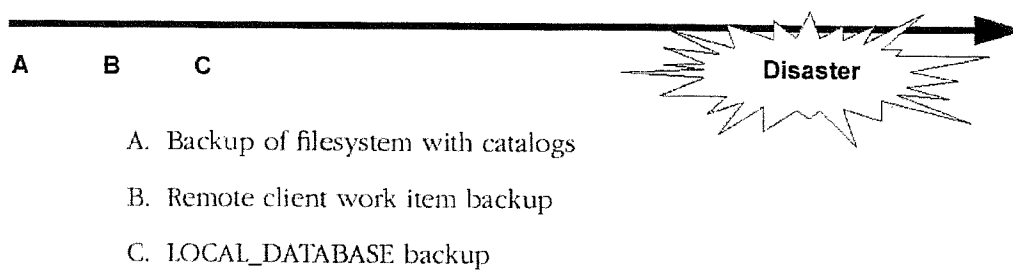 A B C
Disaster
A. Backup of filesystem with catalogs
B. Remote client work item backup
C. LOCAL_DATABASE backup